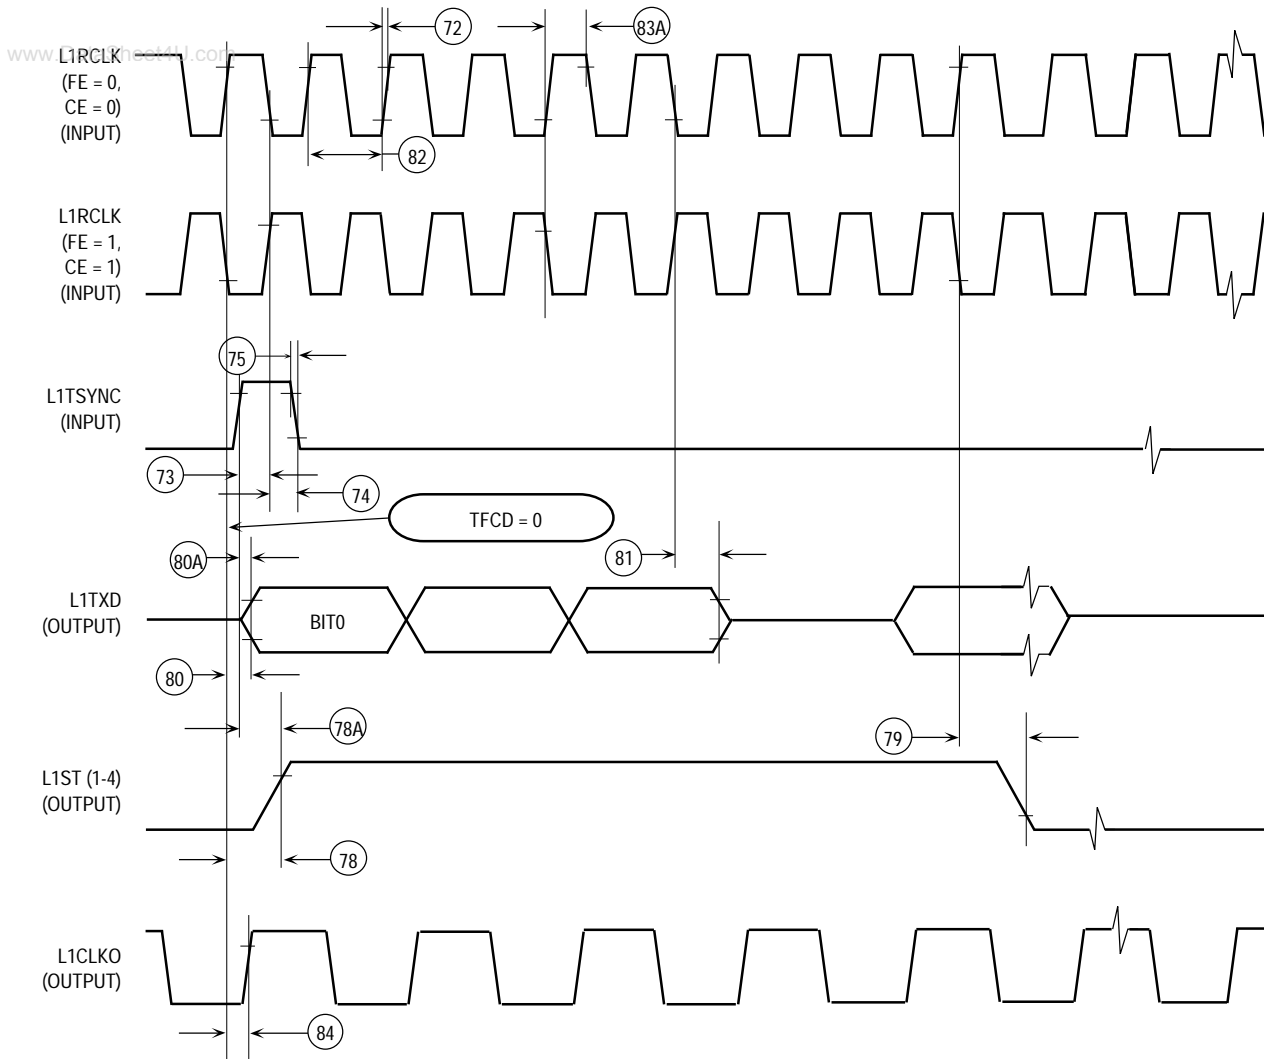 72
83A
www.DataSheet4U.com
L1RCLK
(FE = 0,
CE = 0)
(INPUT)
82
L1RCLK
(FE = 1,
CE = 1)
(INPUT)
75
L1TSYNC
(INPUT)
73
74
TFCD = 0
80A
81
L1TXD
(OUTPUT)
BIT0
80
78A
79
L1ST (1-4)
(OUTPUT)
78
L1CLKO
(OUTPUT)
84